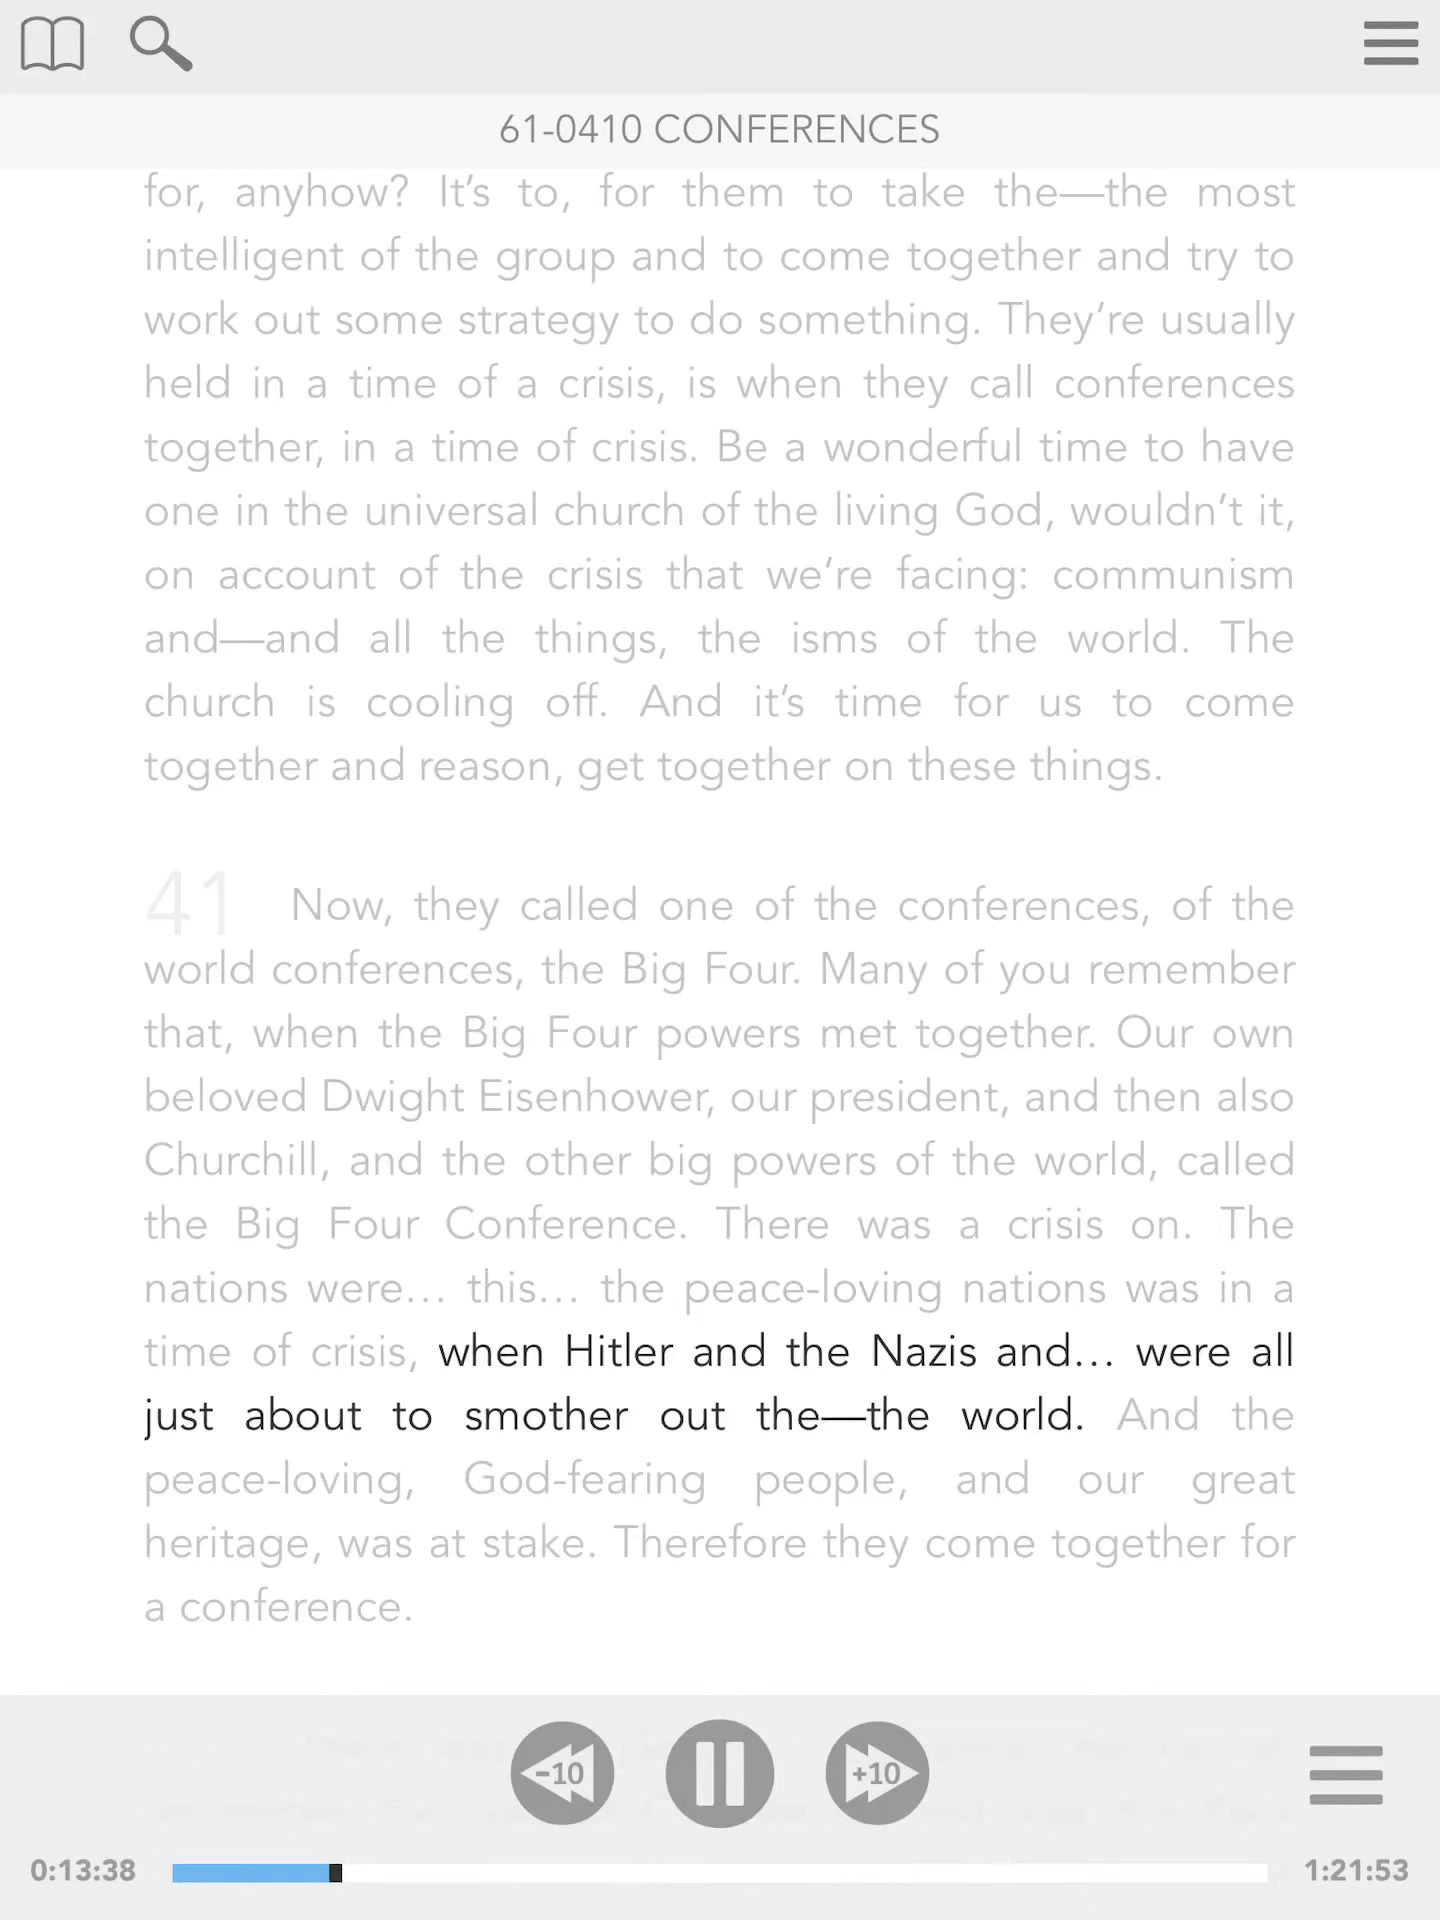 61-0410 CONFERENCES
for, anyhow? It’s to, for them to take the—the most
intelligent of the group and to come together and try to
work out some strategy to do something. They’re usually
held in a time of a crisis, is when they call conferences
together, in a time of crisis. Be a wonderful time to have
one in the universal church of the living God, wouldn’t it,
on account of the crisis that we’re facing: communism
and—and all the things, the isms of the world. The
church is cooling off. And it’s time for us to come
together and reason, get together on these things.
41 Now, they called one of the conferences, of the
world conferences, the Big Four. Many of you remember
that, when the Big Four powers met together. Our own
beloved Dwight Eisenhower, our president, and then also
Churchill, and the other big powers of the world, called
the Big Four Conference. There was a crisis on. The
nations were… this… the peace-loving nations was in a
time of crisis, when Hitler and the Nazis and… were all
just about to smother out the—the world. And the
peace-loving, God-fearing people, and our great
heritage, was at stake. Therefore they come together for
a conference.
-10 +10
0:13:38 1:21:53